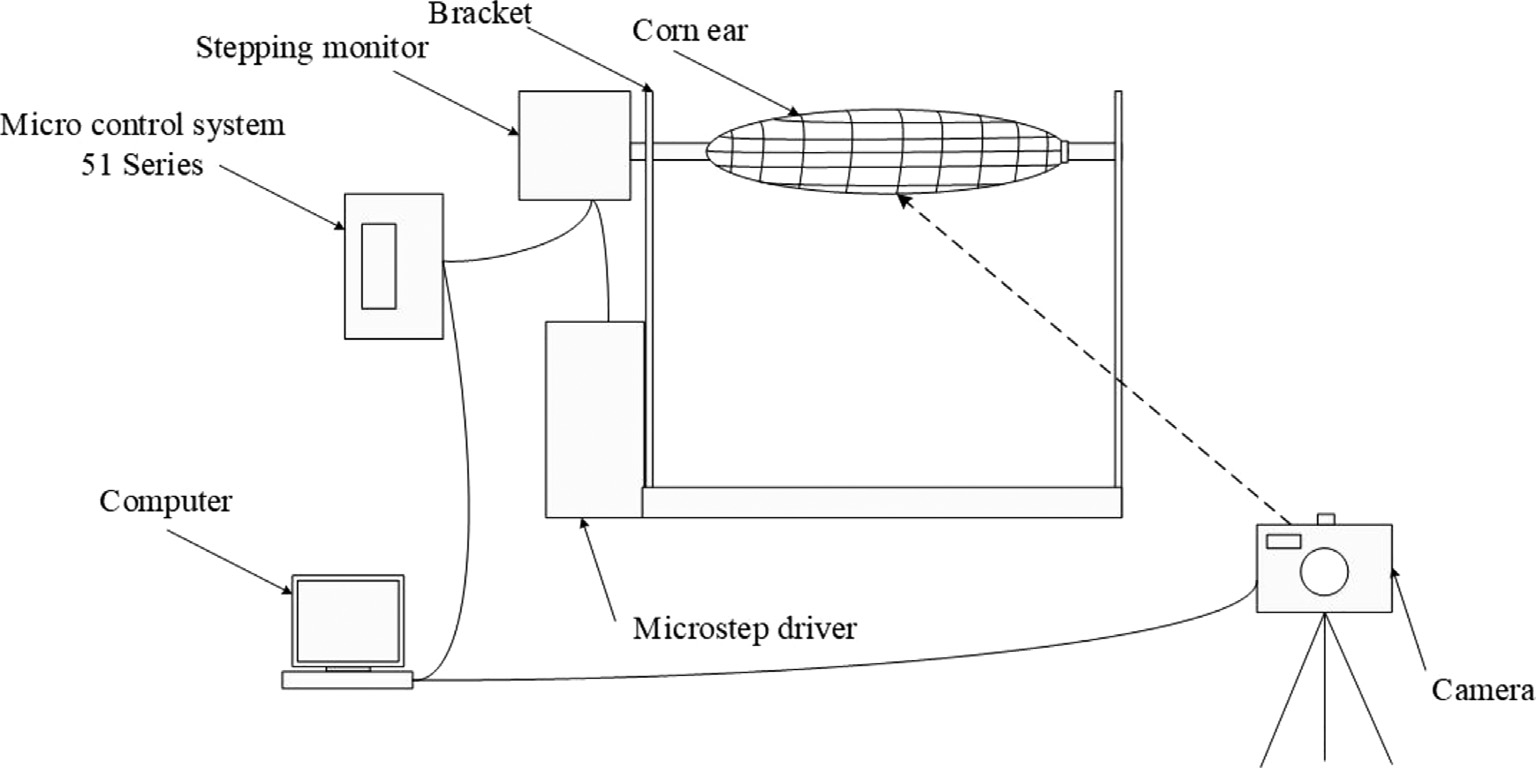 Bracket
Corn ear
Stepping monitor
Micro control system
51 Series
Computer
Microstep driver
Camera